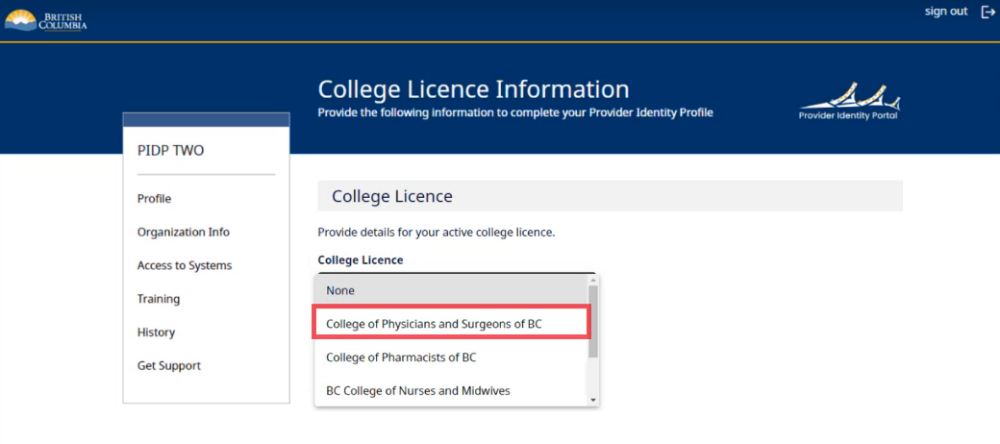 BRITISH
COLUMBIA
sign out
College Licence Information
Provide the following information to complete your Provider Identity Profile
Provider Identity Portal
PIDP TWO
Profile
Organization Info
Access to Systems
Training
History
Get Support
College Licence
Provide details for your active college licence.
College Licence
None
College of Physicians and Surgeons of BC
College of Pharmacists of BC
BC College of Nurses and Midwives